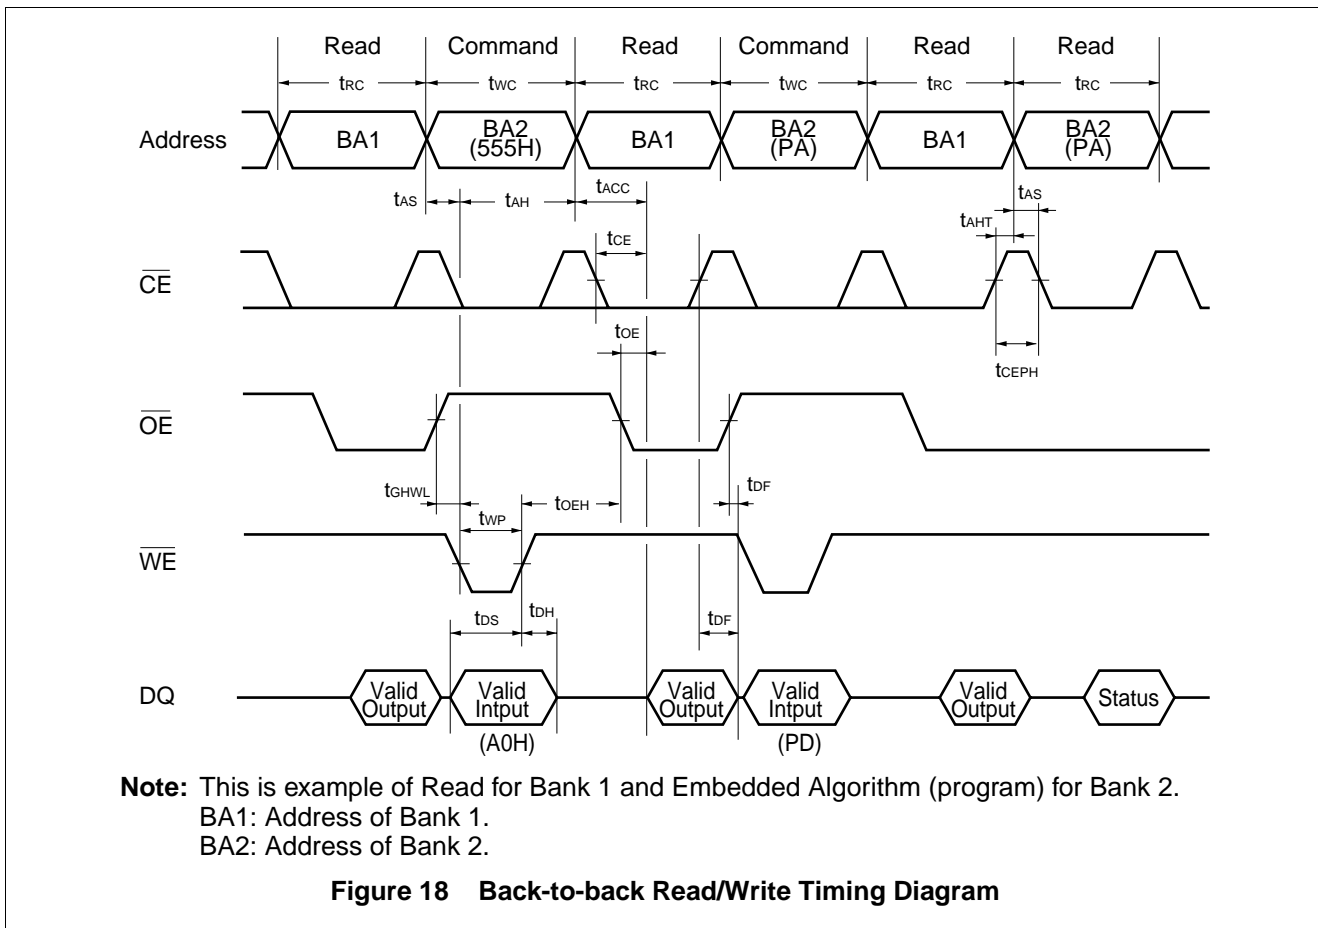 Read Command Read Command Read Read
tRC tWC tRC tWC tRC tRC
Address BA1 BA2 (555H) BA1 BA2 (PA) BA1 BA2 (PA)
tAS tAH tACC tAS
tAHT
tCE
CE
tOE
tCEPH
OE
tGHWL tWP tOEH tDF
WE
tDS tDH tDF
DQ Valid Output Valid Intput Valid Output Valid Intput Valid Output Status
(A0H) (PD)
Note: This is example of Read for Bank 1 and Embedded Algorithm (program) for Bank 2.
BA1: Address of Bank 1.
BA2: Address of Bank 2.
Figure 18 Back-to-back Read/Write Timing Diagram